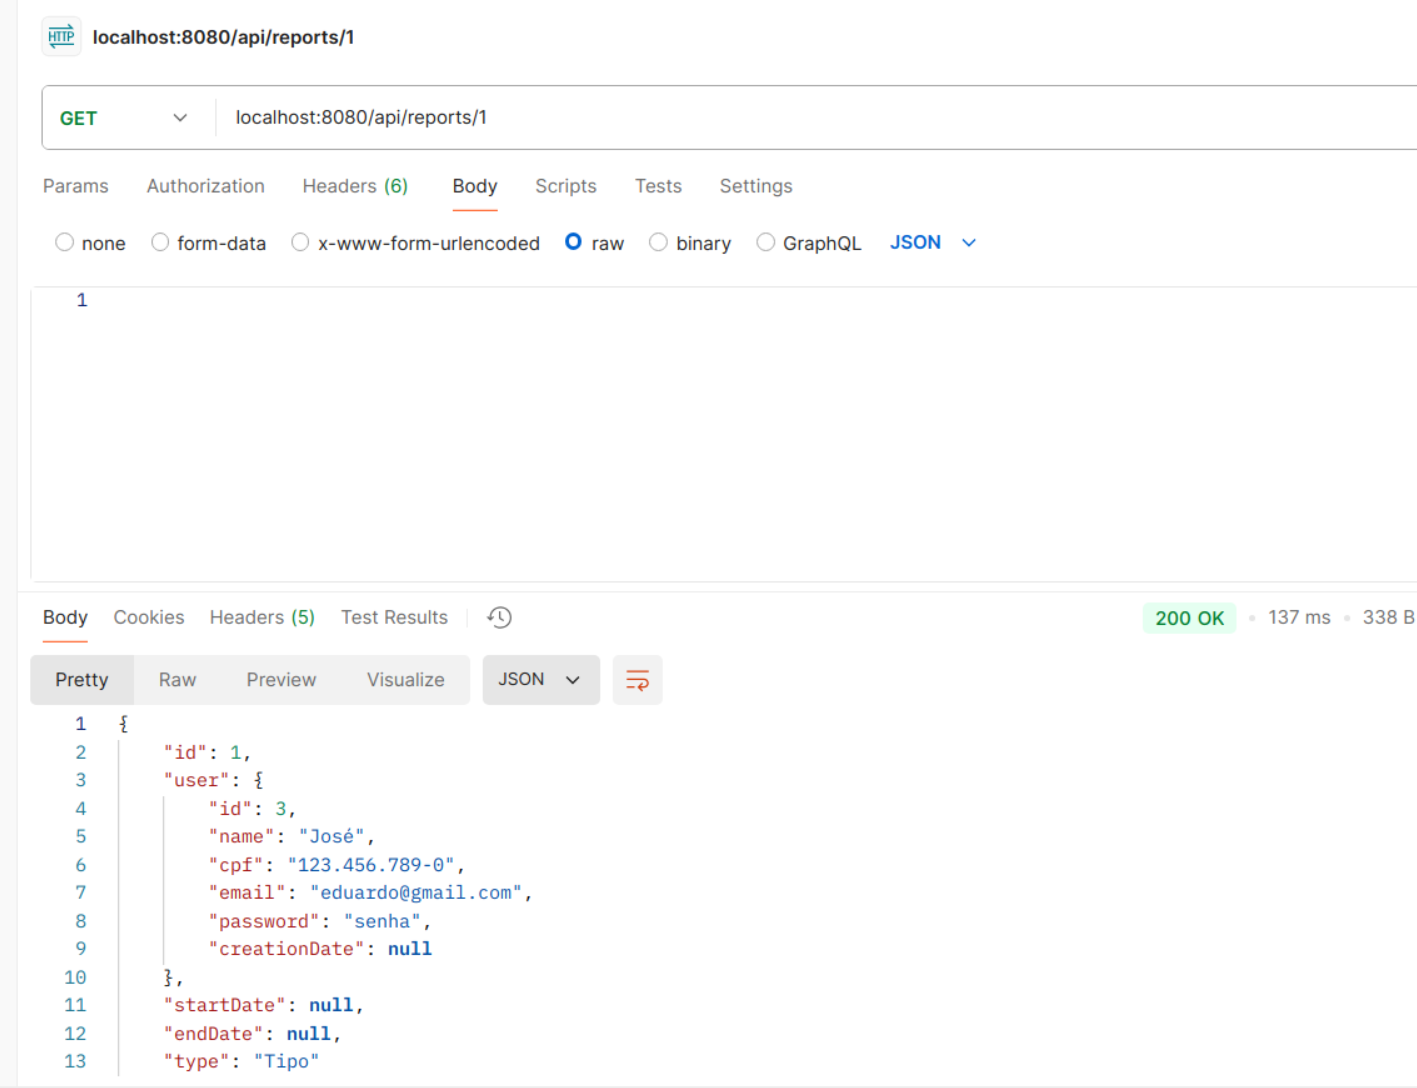 HTTP localhost:8080/api/reports/1
GET localhost:8080/api/reports/1
Params Authorization Headers (6) Body Scripts Tests Settings
none form-data x-www-form-urlencoded raw binary GraphQL JSON
1
Body Cookies Headers (5) Test Results 200 OK • 137 ms • 338 B
Pretty Raw Preview Visualize JSON
1 {
2 "id": 1,
3 "user": {
4 "id": 3,
5 "name": "José",
6 "cpf": "123.456.789-0",
7 "email": "eduardo@gmail.com",
8 "password": "senha",
9 "creationDate": null
10 },
11 "startDate": null,
12 "endDate": null,
13 "type": "Tipo"